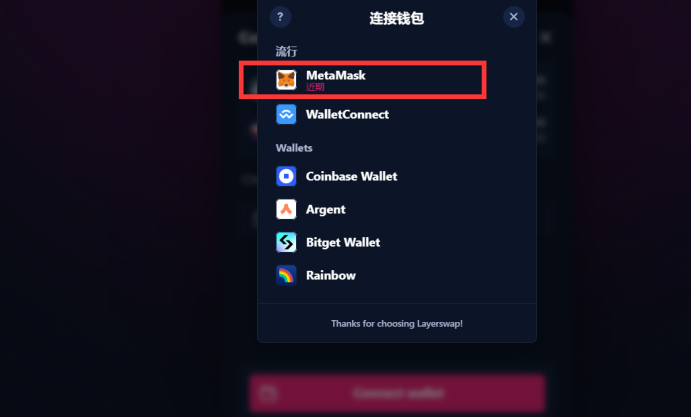 ?
连接钱包
流行
MetaMask
近期
WalletConnect
Wallets
Coinbase Wallet
Argent
Bitget Wallet
Rainbow
Thanks for choosing Layerswap!
Connect wallet